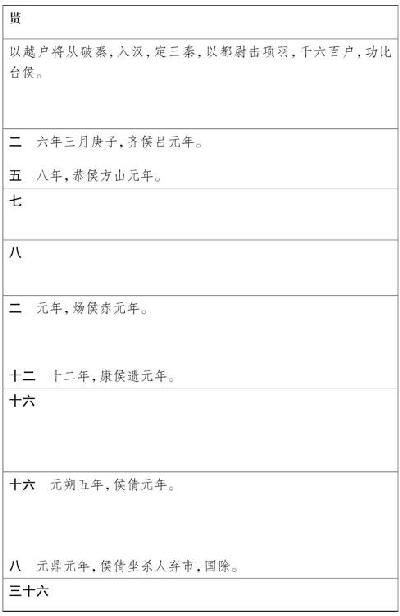 贳
以越户将从破秦,入汉,定三秦,以都尉击项羽,千六百户,功比
台侯。
二 六年三月庚子,齐侯吕元年。
五 八年,恭侯方山元年。
七
八
二 元年,炀侯赤元年。
十二 十二年,康侯遗元年。
十六
十六 元朔五年,侯倩元年。
八 元鼎元年,侯倩坐杀人弃市,国除。
三十六